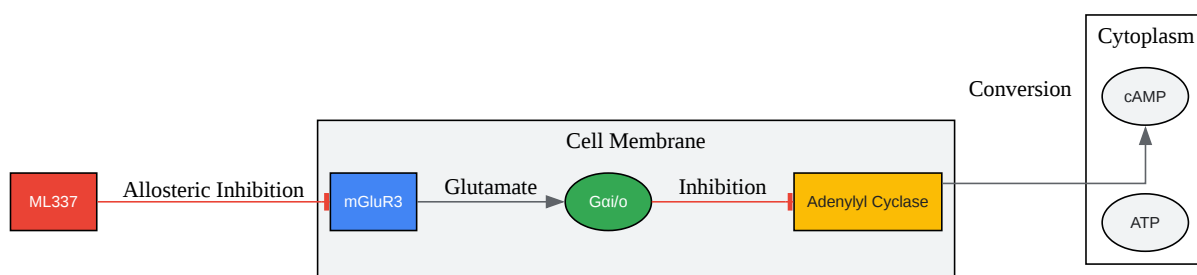 Cytoplasm
Conversion
cAMP
Cell Membrane
ML337
Allosteric Inhibition
mGluR3
Glutamate
Gαi/o
Inhibition
Adenylyl Cyclase
ATP